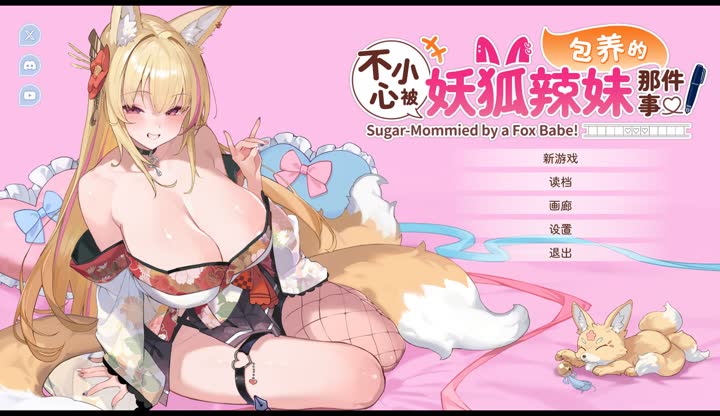 不小心被包养的妖狐辣妹那件事
Sugar-Mommied by a Fox Babe!
新游戏
读档
画廊
设置
退出